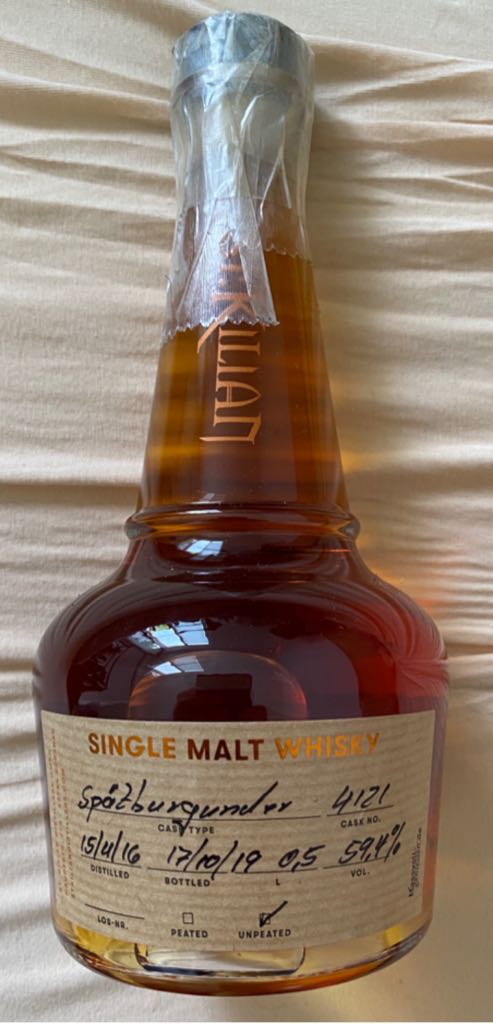 KILIAN
SINGLE MALT WHISKY
Spätburgunder 4121
CASK TYPE CASK NO.
15/4/16 17/10/19 0,5 59,4%
DISTILLED BOTTLED L VOL.
LOS-NR. PEATED UNPEATED